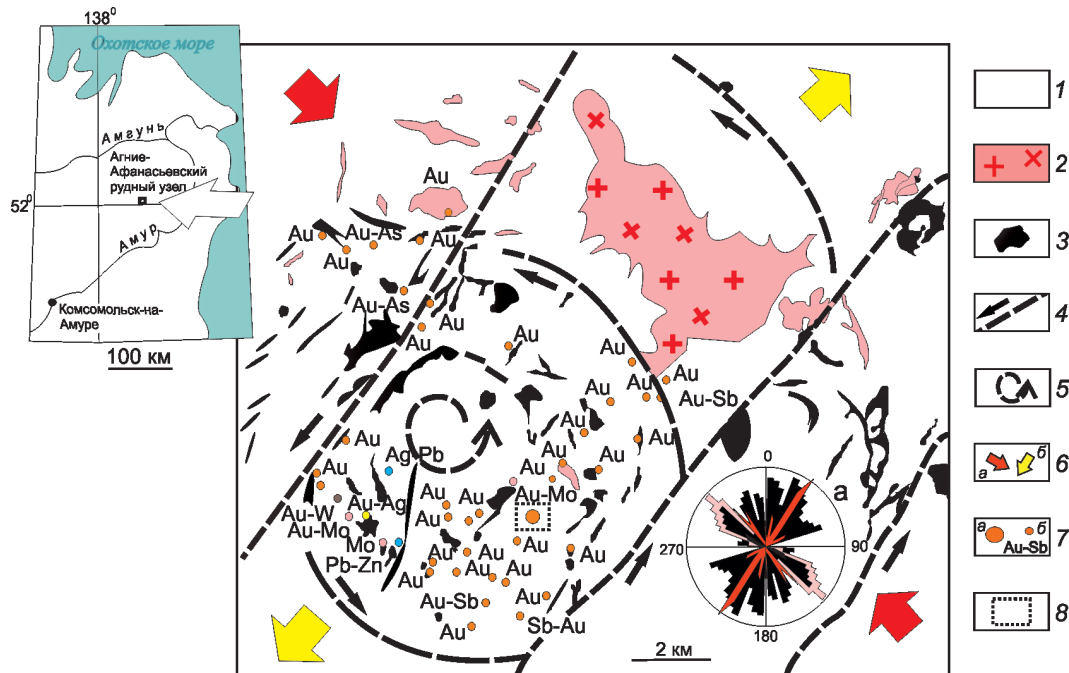 138⁰
Охотское море
Амгунь
Агние-
Афанасьевский
рудный узел
52⁰
Амур
Комсомольск-на-
Амуре
100 км
Au
Au
Au-As
Au
Au
Au-As
Au
Au
Au
Au
Au
Au
Au-Sb
Au
Au
Au
Au
Au
Ag-Pb
Au
Au
Au
Au-Mo
Au-W
Au-Ag
Au
Au
Au
Au-Mo
Mo
Pb-Zn
Au
Au
Au
Au
Au
Au
Au
Au-Sb
Au
Au
Sb-Au
0
а
270
90
180
2 км
1
2
3
4
5
а б 6
а б
Au-Sb 7
8